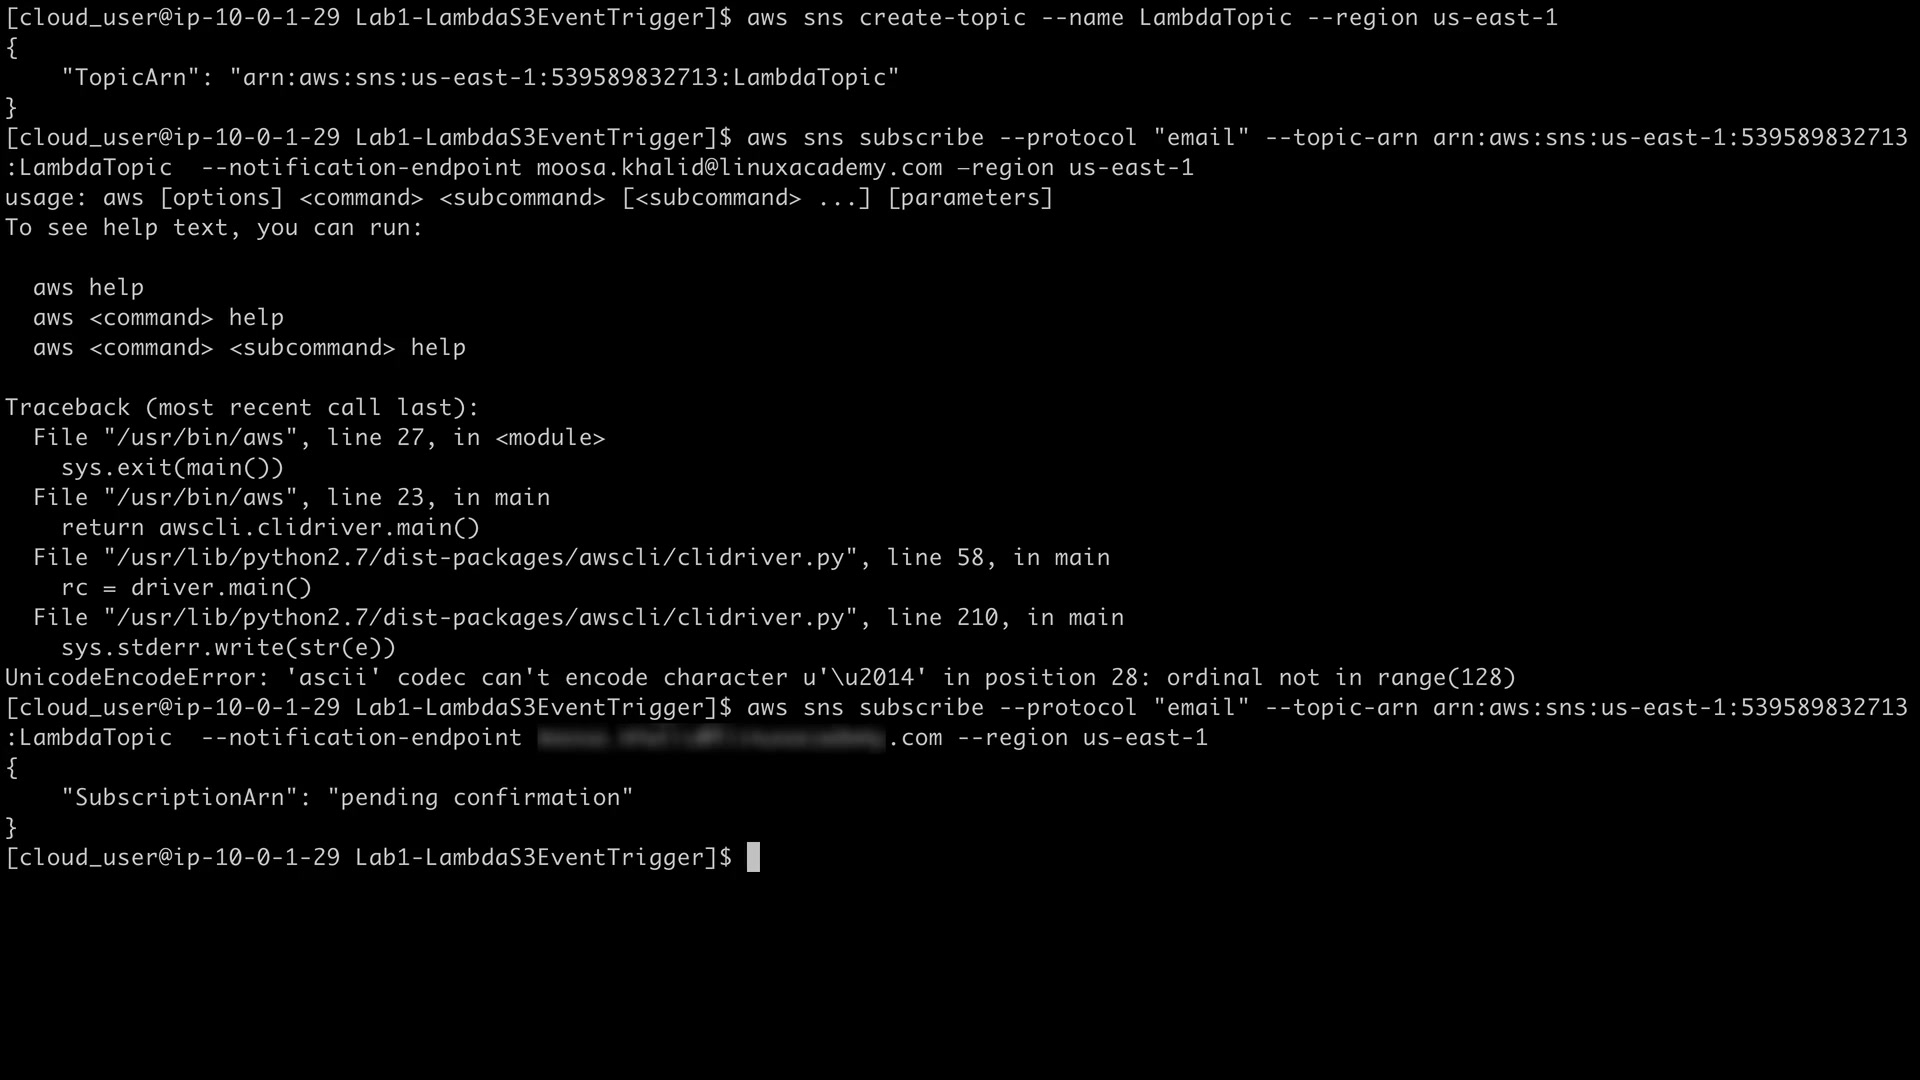 [cloud_user@ip-10-0-1-29 Lab1-LambdaS3EventTrigger]$ aws sns create-topic --name LambdaTopic --region us-east-1
{
    "TopicArn": "arn:aws:sns:us-east-1:539589832713:LambdaTopic"
}
[cloud_user@ip-10-0-1-29 Lab1-LambdaS3EventTrigger]$ aws sns subscribe --protocol "email" --topic-arn arn:aws:sns:us-east-1:539589832713
:LambdaTopic  --notification-endpoint moosa.khalid@linuxacademy.com —region us-east-1
usage: aws [options] <command> <subcommand> [<subcommand> ...] [parameters]
To see help text, you can run:

  aws help
  aws <command> help
  aws <command> <subcommand> help

Traceback (most recent call last):
  File "/usr/bin/aws", line 27, in <module>
    sys.exit(main())
  File "/usr/bin/aws", line 23, in main
    return awscli.clidriver.main()
  File "/usr/lib/python2.7/dist-packages/awscli/clidriver.py", line 58, in main
    rc = driver.main()
  File "/usr/lib/python2.7/dist-packages/awscli/clidriver.py", line 210, in main
    sys.stderr.write(str(e))
UnicodeEncodeError: 'ascii' codec can't encode character u'\u2014' in position 28: ordinal not in range(128)
[cloud_user@ip-10-0-1-29 Lab1-LambdaS3EventTrigger]$ aws sns subscribe --protocol "email" --topic-arn arn:aws:sns:us-east-1:539589832713
:LambdaTopic  --notification-endpoint .com --region us-east-1
{
    "SubscriptionArn": "pending confirmation"
}
[cloud_user@ip-10-0-1-29 Lab1-LambdaS3EventTrigger]$